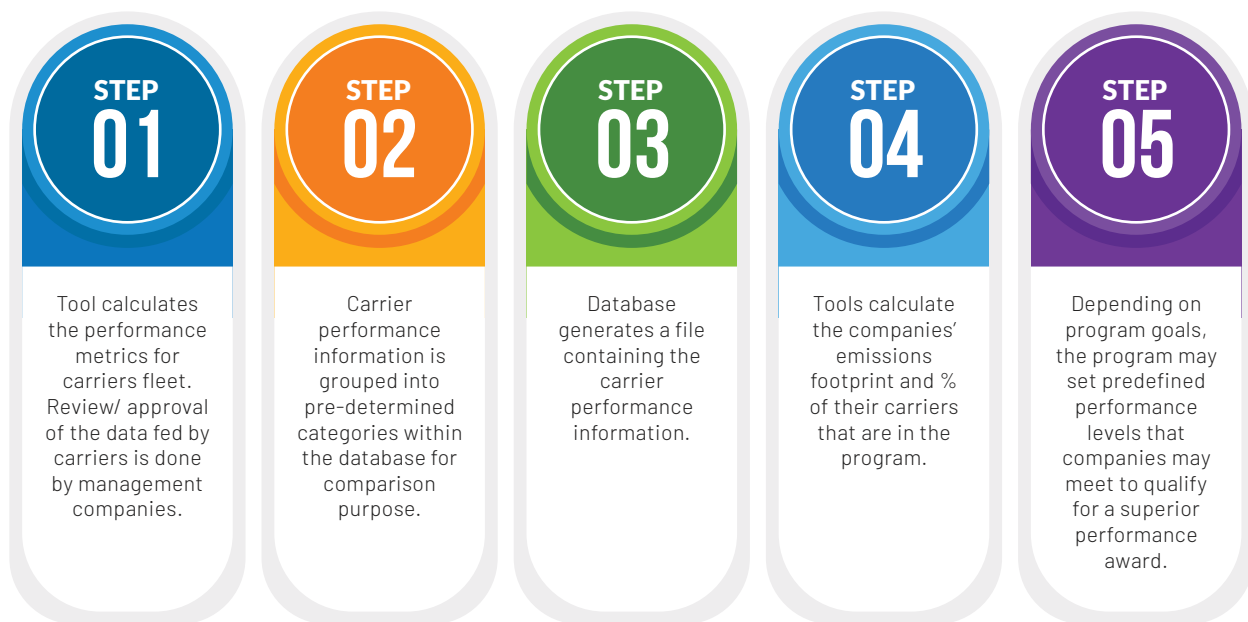 STEP
01
Tool calculates
the performance
metrics for
carriers fleet.
Review/ approval
of the data fed by
carriers is done
by management
companies.
STEP
02
Carrier
performance
information is
grouped into
pre-determined
categories within
the database for
comparison
purpose.
STEP
03
Database
generates a file
containing the
carrier
performance
information.
STEP
04
Tools calculate
the companies’
emissions
footprint and %
of their carriers
that are in the
program.
STEP
05
Depending on
program goals,
the program may
set predefined
performance
levels that
companies may
meet to qualify
for a superior
performance
award.